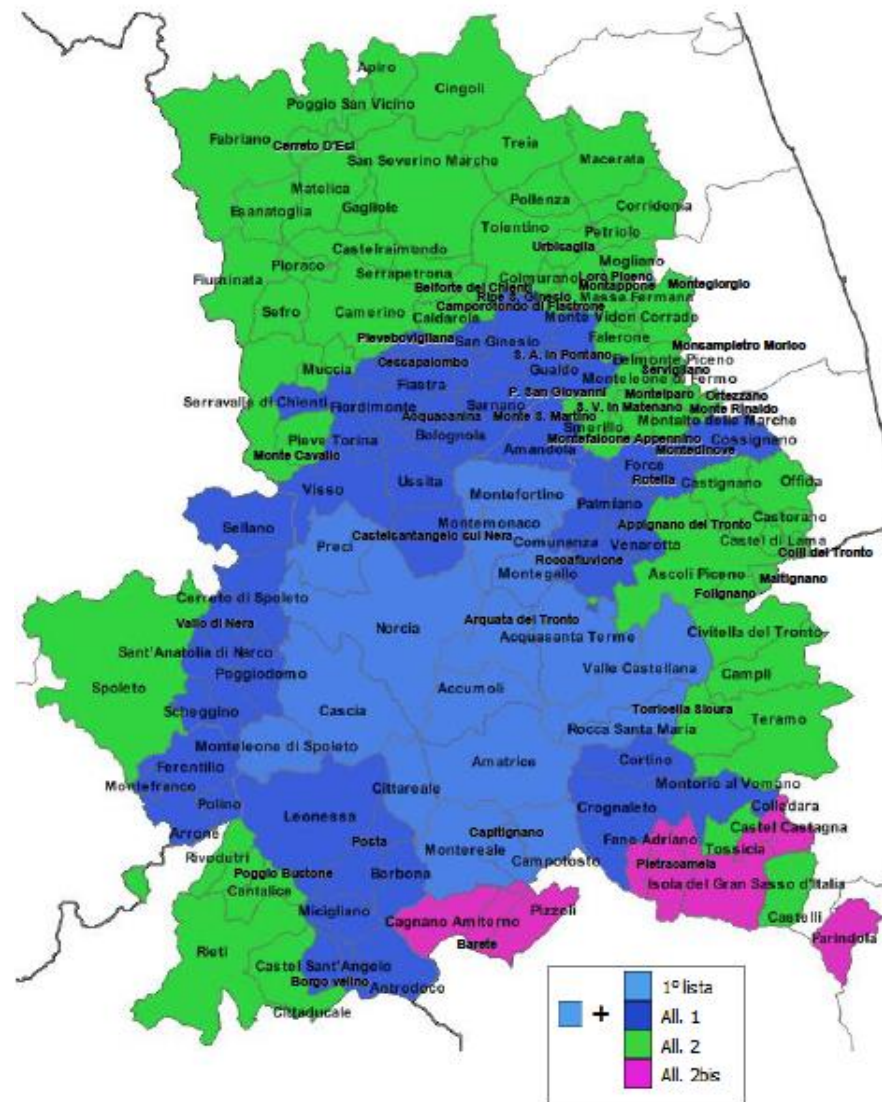 Apiro
Cingoli
Poggio San Vicino
Fabriano
Cerreto D'Esi
Treia
San Severino Marche
Macerata
Matelica
Pollenza
Esanatoglia
Gagliole
Corridonia
Tolentino
Petriolo
Urbisaglia
Castelraimondo
Mogliano
Pioraco
Fiuminata
Serrapetrona
Colmurano
Loro Piceno
Belforte del Chienti
Montappone
Montegiorgio
Ripe S. Ginesio
Massa Fermana
Sefro
Camerino
Camporotondo di Fiastrone
Caldarola
Monte Vidon Corrado
Pievebovigliana
San Ginesio
Falerone
Monsampietro Morico
Cessapalombo
S. A. in Pontano
Belmonte Piceno
Muccia
Gualdo
Servigliano
Fiastra
Monteleone di Fermo
Serravalle di Chienti
Fiordimonte
P. San Giovanni
Montelparo
Ortezzano
Sarnano
S. V. in Matenano
Monte Rinaldo
Acquacanina
Monte S. Martino
Montalto delle Marche
Pieve Torina
Bolognola
Smerillo
Montefalcone Appennino
Cossignano
Monte Cavallo
Amandola
Montedinove
Force
Visso
Ussita
Montefortino
Rotella
Castignano
Offida
Palmiano
Sellano
Montemonaco
Appignano del Tronto
Castorano
Preci
Castelsantangelo sul Nera
Comunanza
Venarotta
Castel di Lama
Colli del Tronto
Roccafluvione
Montegallo
Ascoli Piceno
Maltignano
Cerreto di Spoleto
Folignano
Vallo di Nera
Norcia
Arquata del Tronto
Acquasanta Terme
Civitella del Tronto
Sant'Anatolia di Narco
Poggiodomo
Valle Castellana
Campli
Spoleto
Accumoli
Scheggino
Cascia
Torricella Sicura
Teramo
Rocca Santa Maria
Monteleone di Spoleto
Ferentillo
Amatrice
Cortino
Montefranco
Cittareale
Montorio al Vomano
Polino
Leonessa
Crognaleto
Colledara
Arrone
Posta
Capitignano
Fano Adriano
Castel Castagna
Rivodutri
Montereale
Tossicia
Poggio Bustone
Borbona
Campotosto
Pietracamela
Cantalice
Isola del Gran Sasso d'Italia
Micigliano
Cagnano Amiterno
Pizzoli
Castelli
Rieti
Barete
Farindola
Castel Sant'Angelo
Borgo velino
Antrodoco
Cittaducale
+
1º lista
All. 1
All. 2
All. 2bis